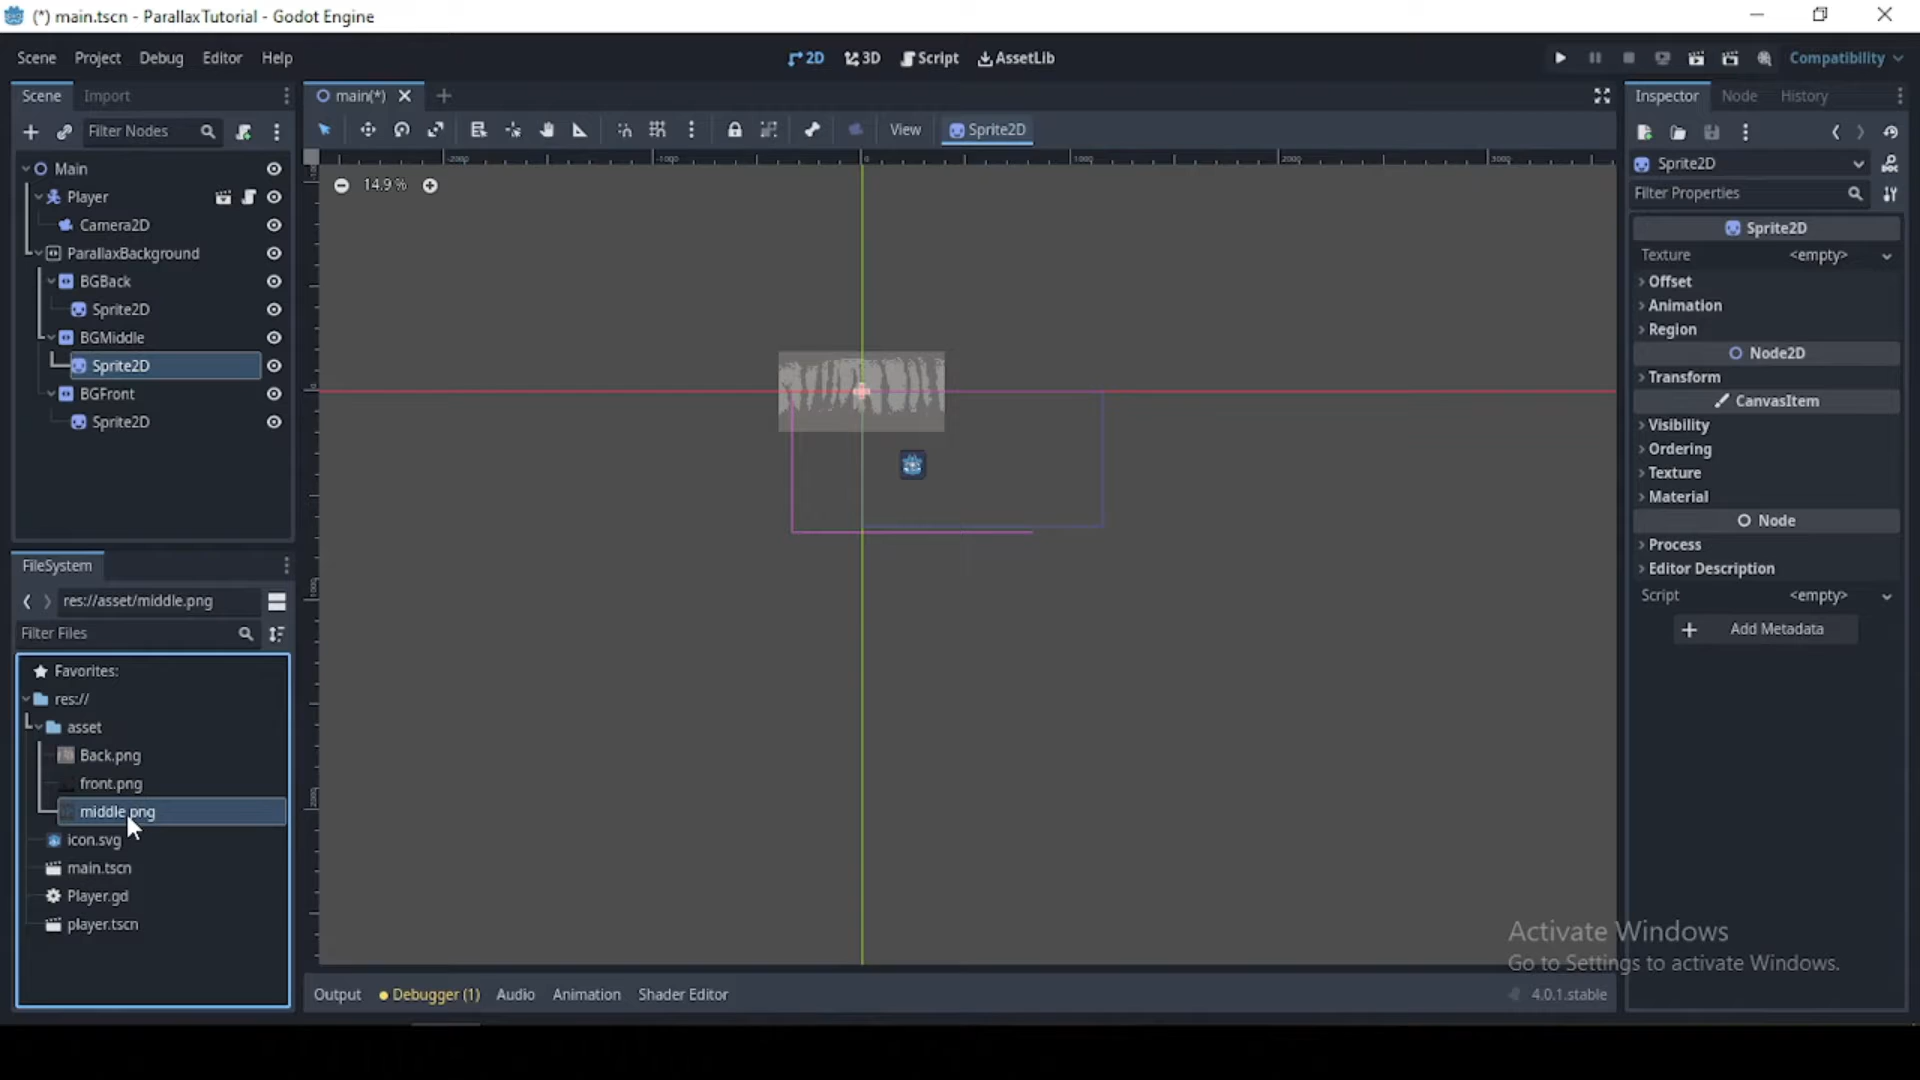 (*) main.tscn - ParallaxTutorial - Godot Engine
Scene Project Debug Editor Help
2D 3D Script AssetLib
Compatibility
Scene Import
Filter Nodes
Main
Player
Camera2D
ParallaxBackground
BGBack
Sprite2D
BGMiddle
Sprite2D
BGFront
Sprite2D
FileSystem
res://asset/middle.png
Filter Files
Favorites:
res://
asset
Back.png
front.png
middle.png
icon.svg
main.tscn
Player.gd
player.tscn
main(*)
View Sprite2D
14.9 %
Output Debugger (1) Audio Animation Shader Editor
4.0.1.stable
Inspector Node History
Sprite2D
Filter Properties
Sprite2D
Texture <empty>
Offset
Animation
Region
Node2D
Transform
CanvasItem
Visibility
Ordering
Texture
Material
Node
Process
Editor Description
Script <empty>
Add Metadata
Activate Windows
Go to Settings to activate Windows.